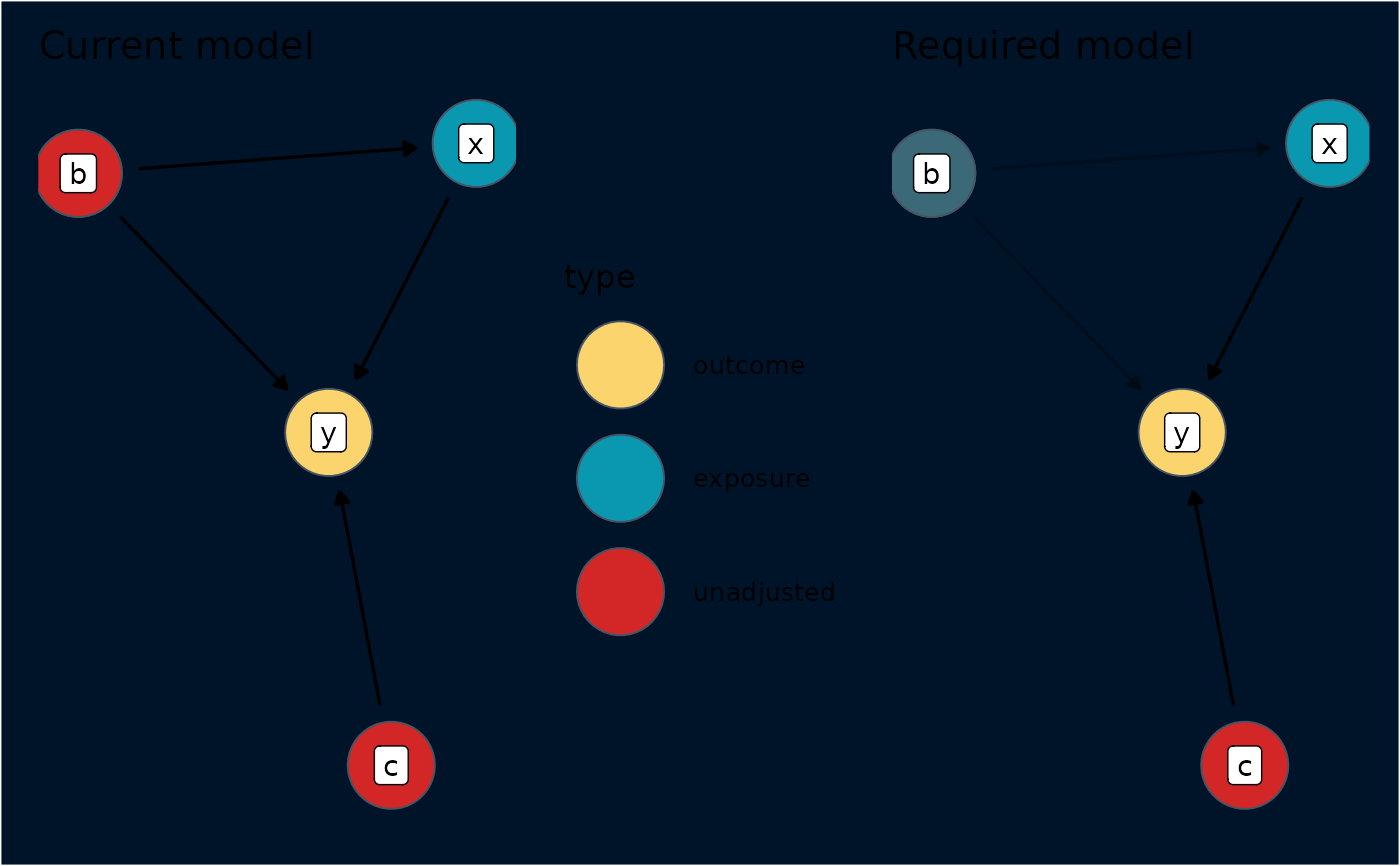 Current model
b
x
y
c
type
outcome
exposure
unadjusted
Required model
b
x
y
c